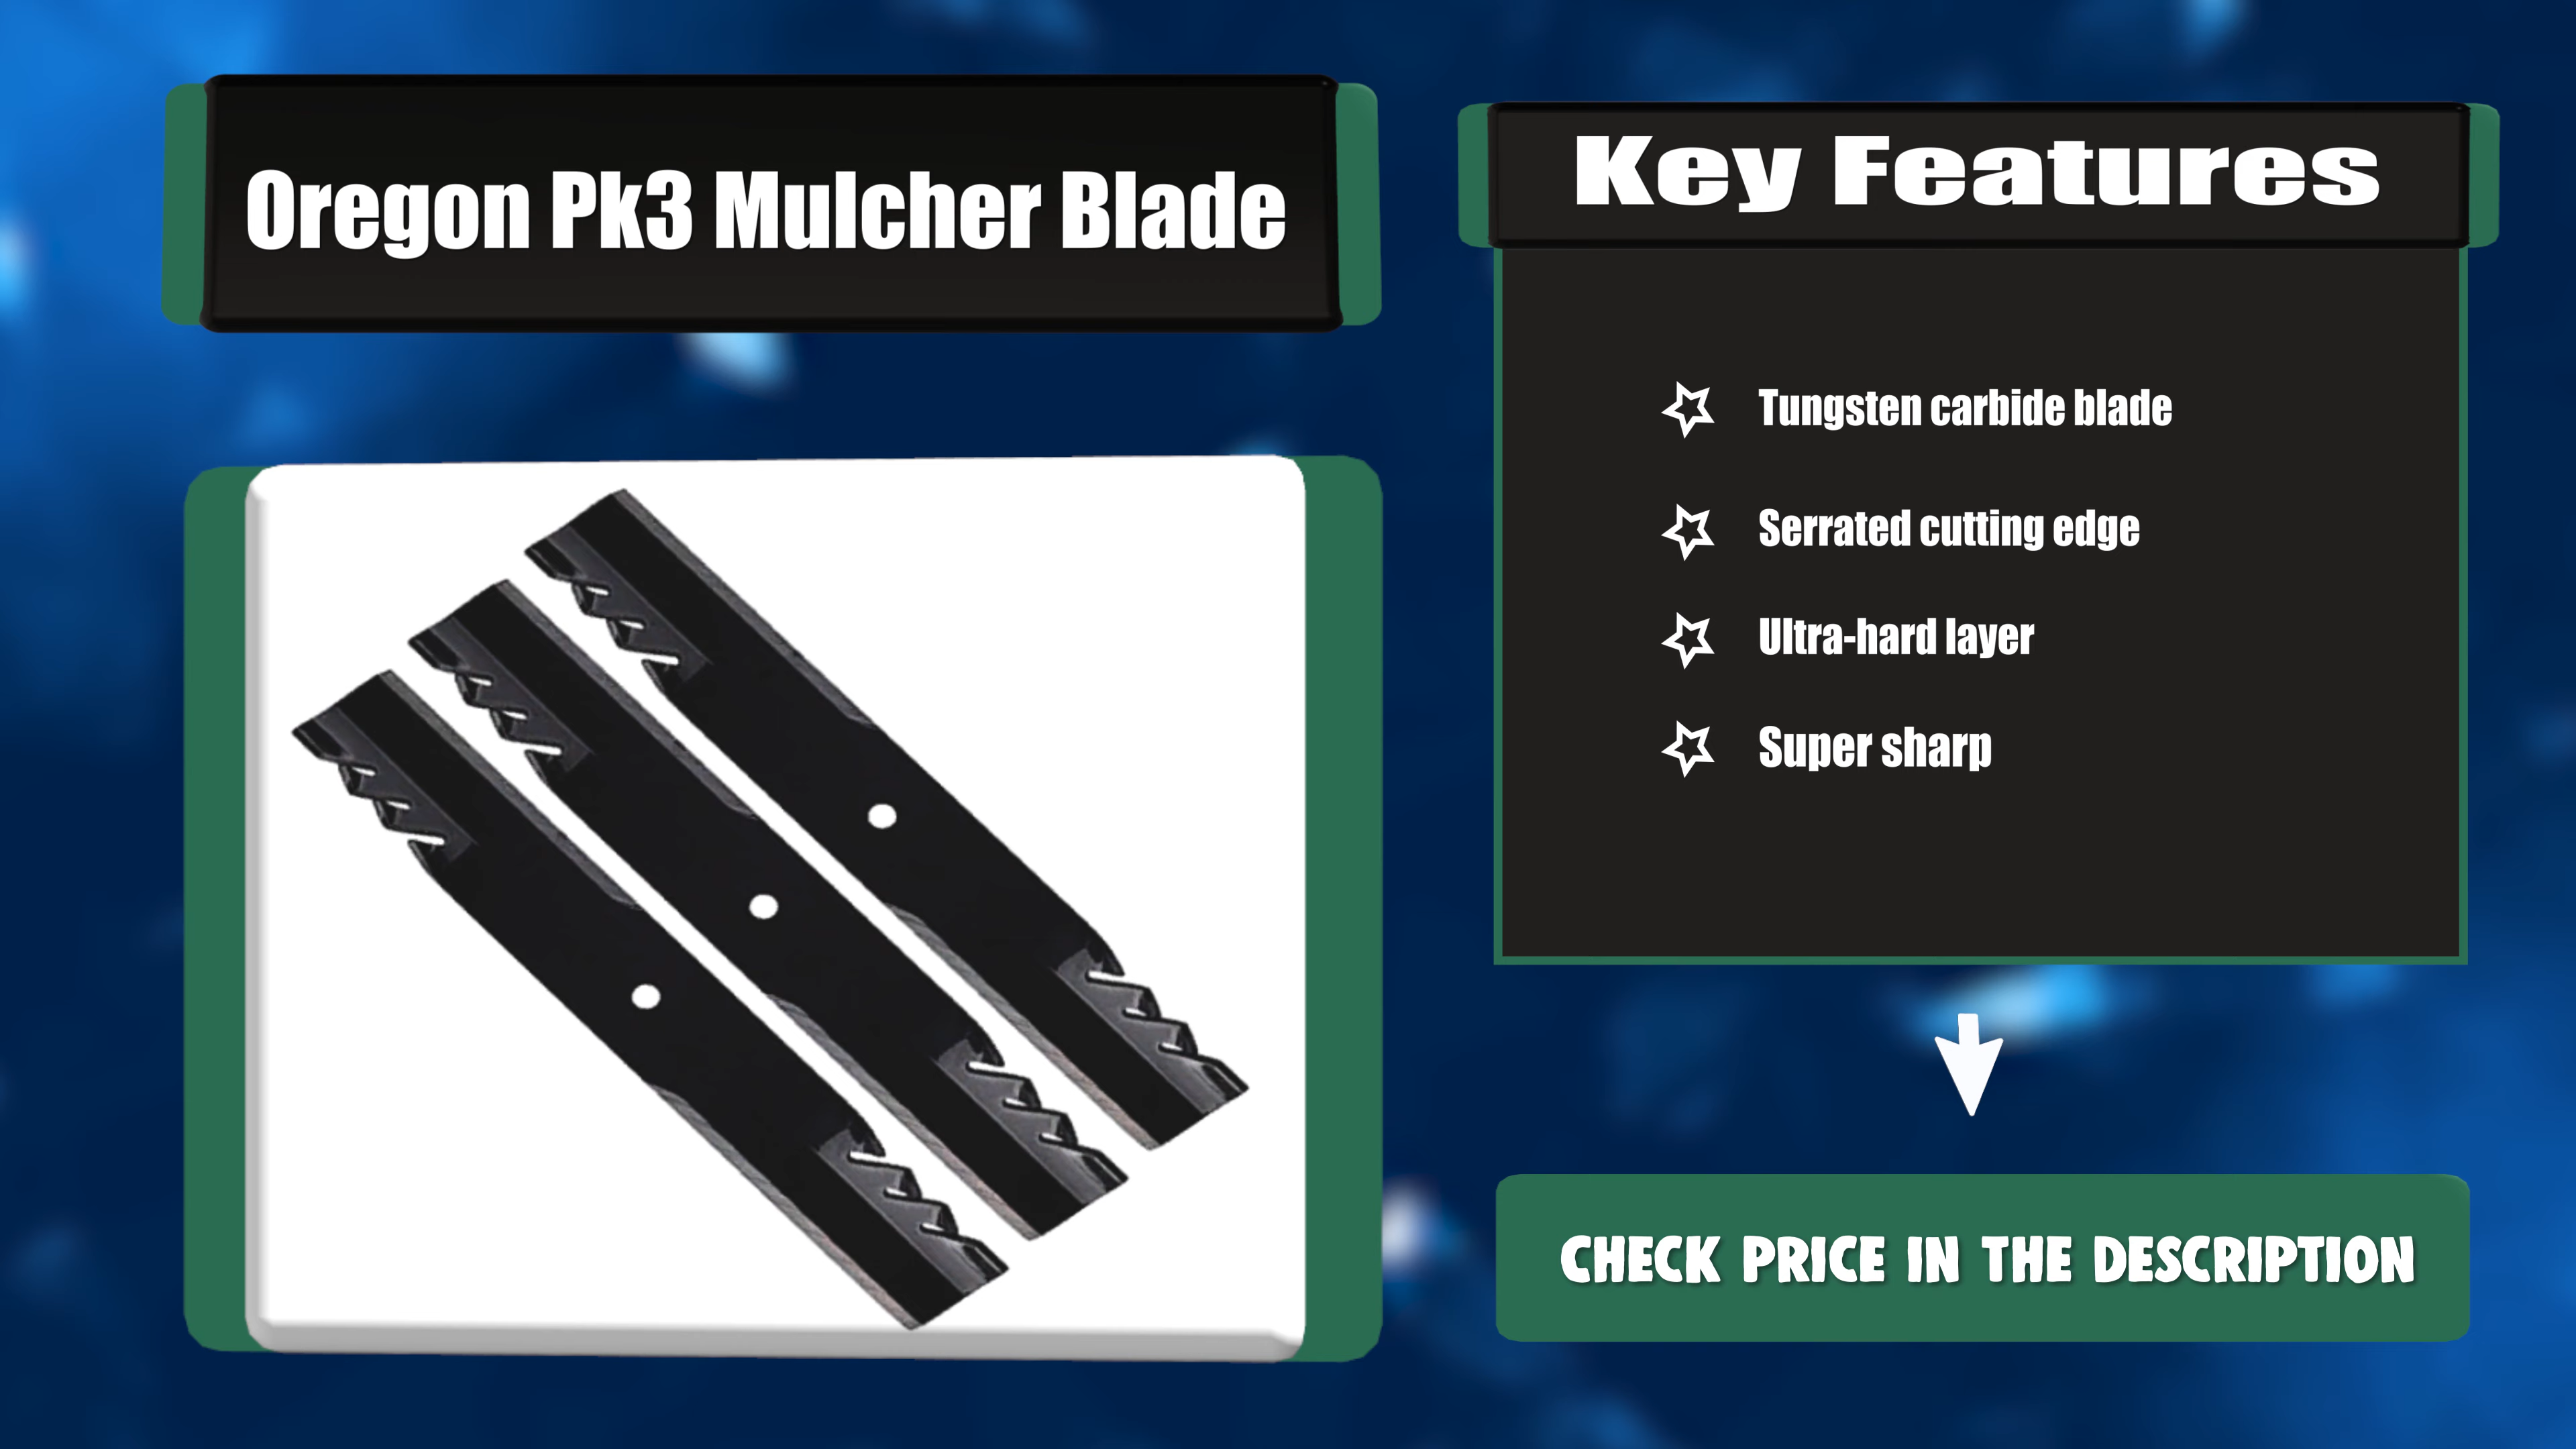 Oregon Pk3 Mulcher Blade
Key Features
Tungsten carbide blade
Serrated cutting edge
Ultra-hard layer
Super sharp
CHECK PRICE IN THE DESCRIPTION